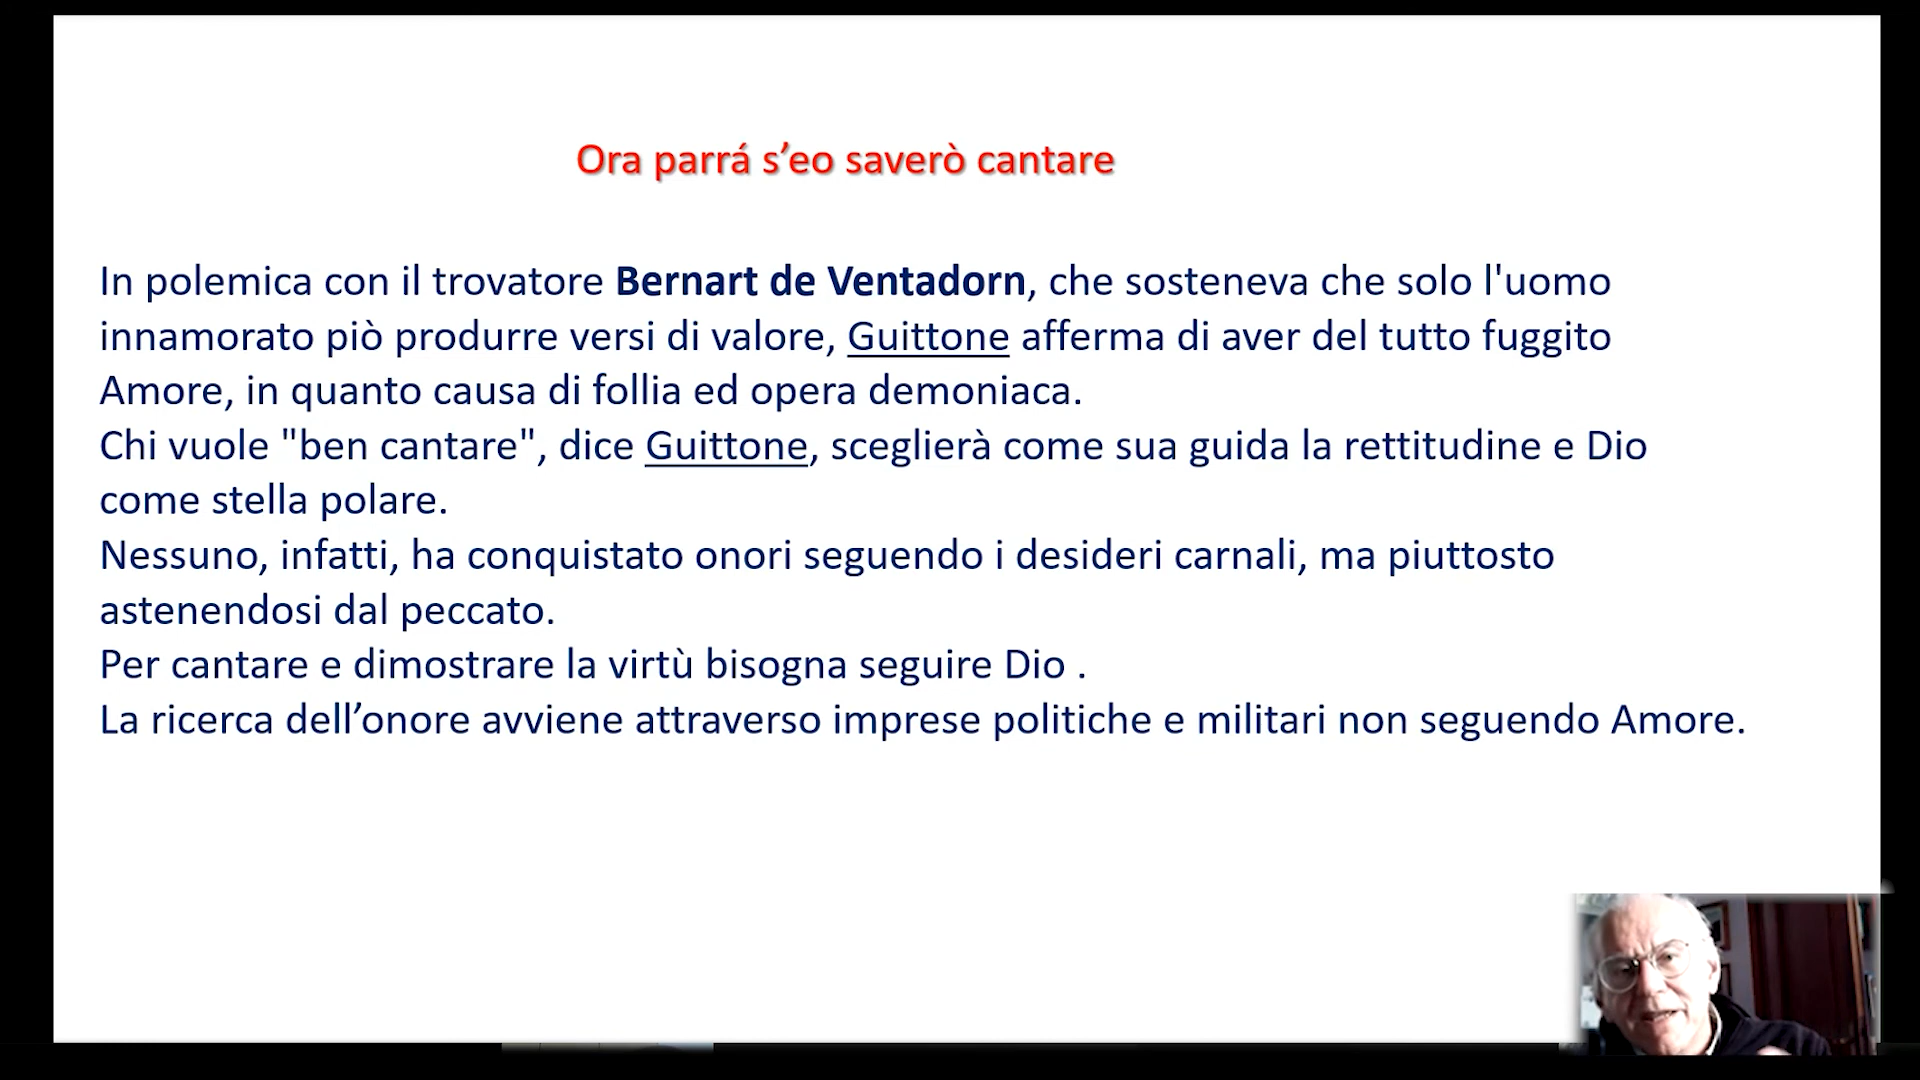 Ora parrá s’eo saverò cantare
In polemica con il trovatore Bernart de Ventadorn, che sosteneva che solo l'uomo
innamorato piò produrre versi di valore, Guittone afferma di aver del tutto fuggito
Amore, in quanto causa di follia ed opera demoniaca.
Chi vuole "ben cantare", dice Guittone, sceglierà come sua guida la rettitudine e Dio
come stella polare.
Nessuno, infatti, ha conquistato onori seguendo i desideri carnali, ma piuttosto
astenendosi dal peccato.
Per cantare e dimostrare la virtù bisogna seguire Dio .
La ricerca dell’onore avviene attraverso imprese politiche e militari non seguendo Amore.